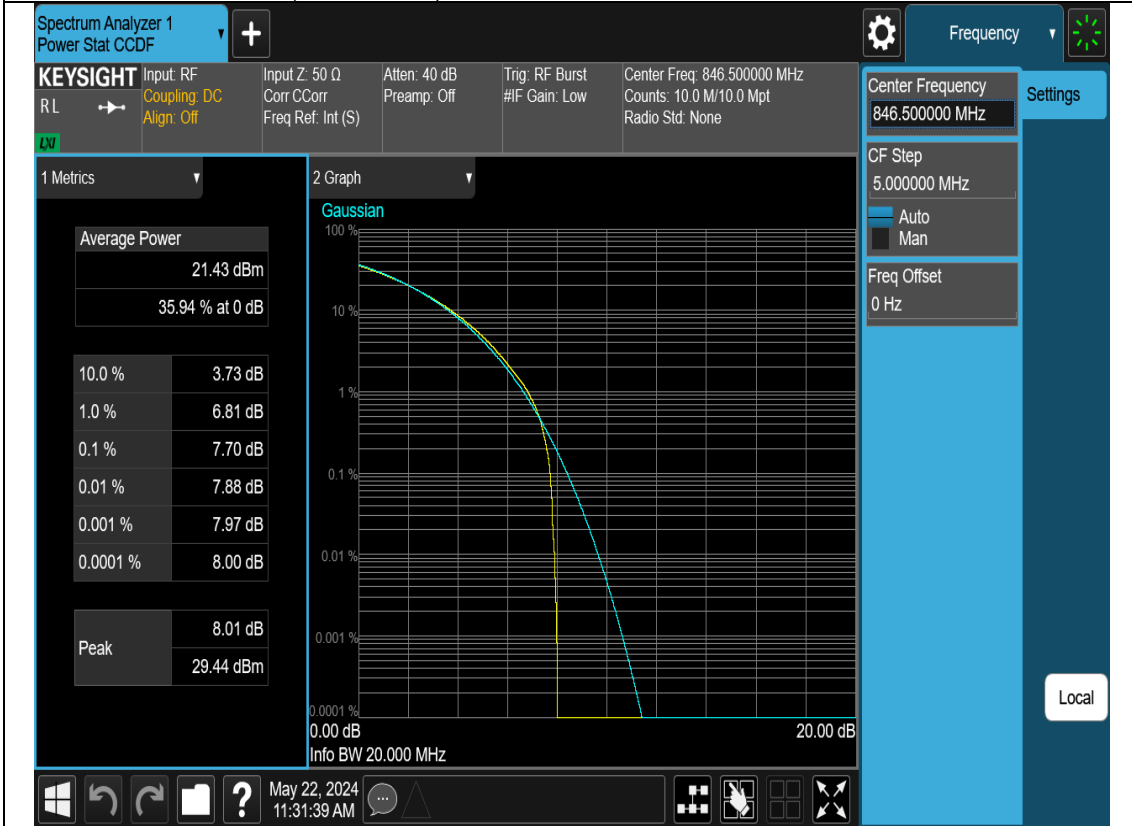 Spectrum Analyzer 1
Power Stat CCDF
+
Frequency
KEYSIGHT
RL
LXI
Input: RF
Coupling: DC
Align: Off
Input Z: 50 Ω
Corr CCorr
Freq Ref: Int (S)
Atten: 40 dB
Preamp: Off
Trig: RF Burst
#IF Gain: Low
Center Freq: 846.500000 MHz
Counts: 10.0 M/10.0 Mpt
Radio Std: None
Center Frequency
846.500000 MHz
Settings
CF Step
5.000000 MHz
Auto
Man
Freq Offset
0 Hz
1 Metrics
Average Power
21.43 dBm
35.94 % at 0 dB
10.0 % 3.73 dB
1.0 % 6.81 dB
0.1 % 7.70 dB
0.01 % 7.88 dB
0.001 % 7.97 dB
0.0001 % 8.00 dB
Peak
8.01 dB
29.44 dBm
2 Graph
Gaussian
100 %
10 %
1 %
0.1 %
0.01 %
0.001 %
0.0001 %
0.00 dB 20.00 dB
Info BW 20.000 MHz
Local
?
May 22, 2024
11:31:39 AM